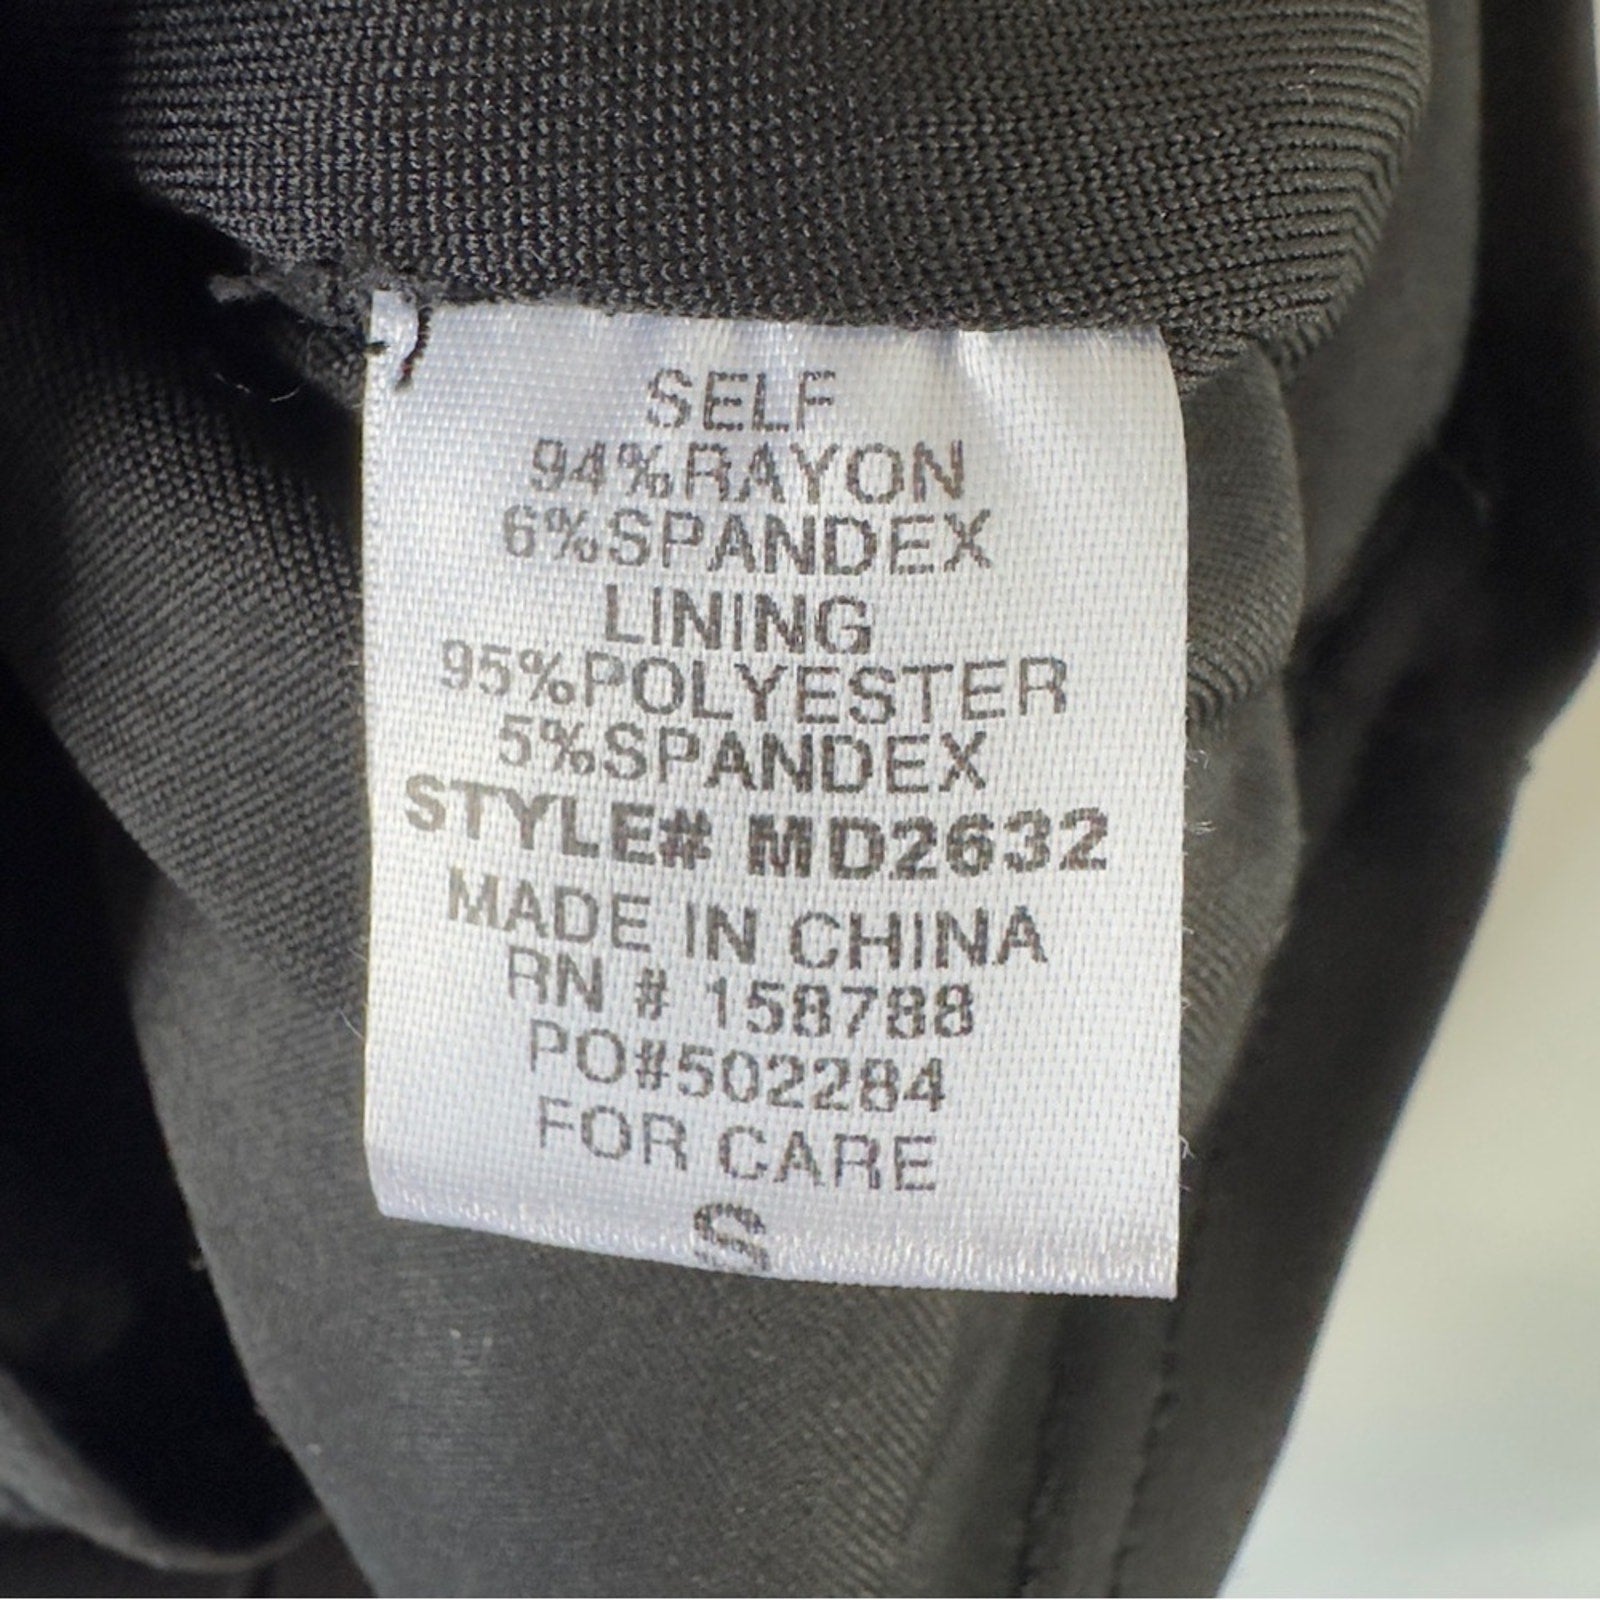 SELF
94%RAYON
6%SPANDEX
LINING
95%POLYESTER
5%SPANDEX
STYLE# MD2632
MADE IN CHINA
RN # 158788
PO#502284
FOR CARE
S